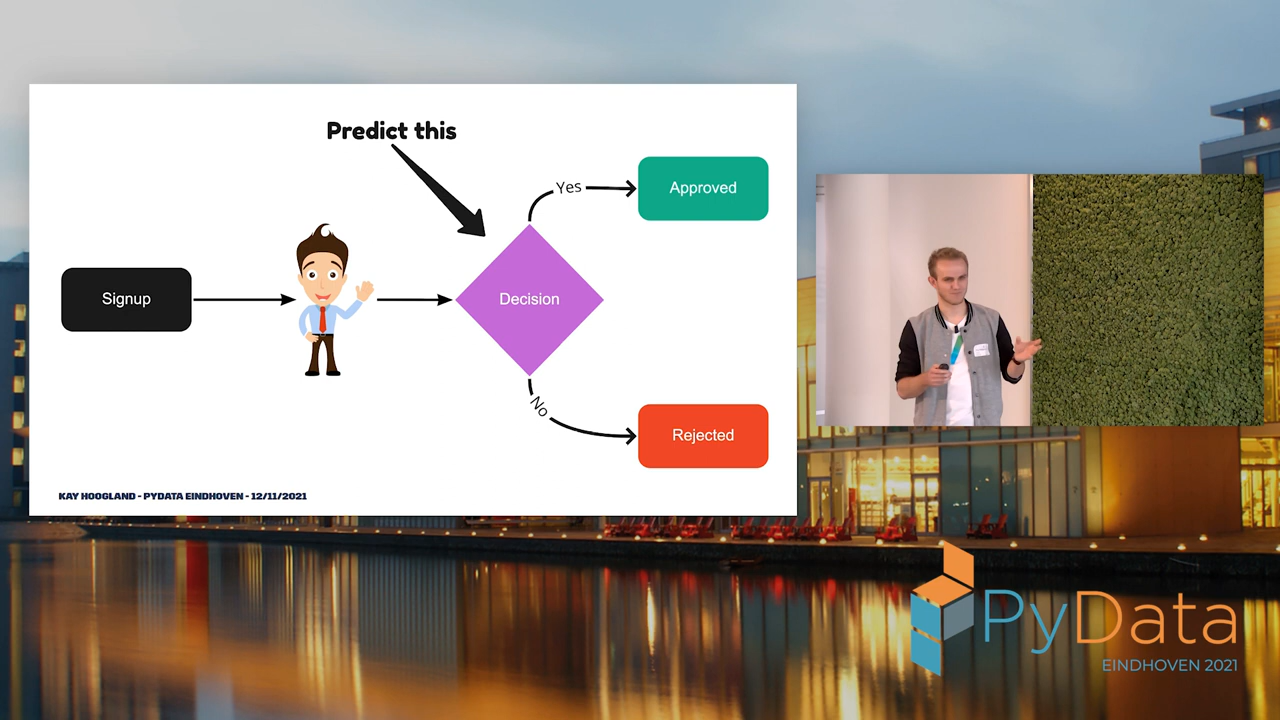 Predict this
Yes
Approved
Signup
Decision
No
Rejected
KAY HOOGLAND - PYDATA EINDHOVEN - 12/11/2021
PyData
EINDHOVEN 2021